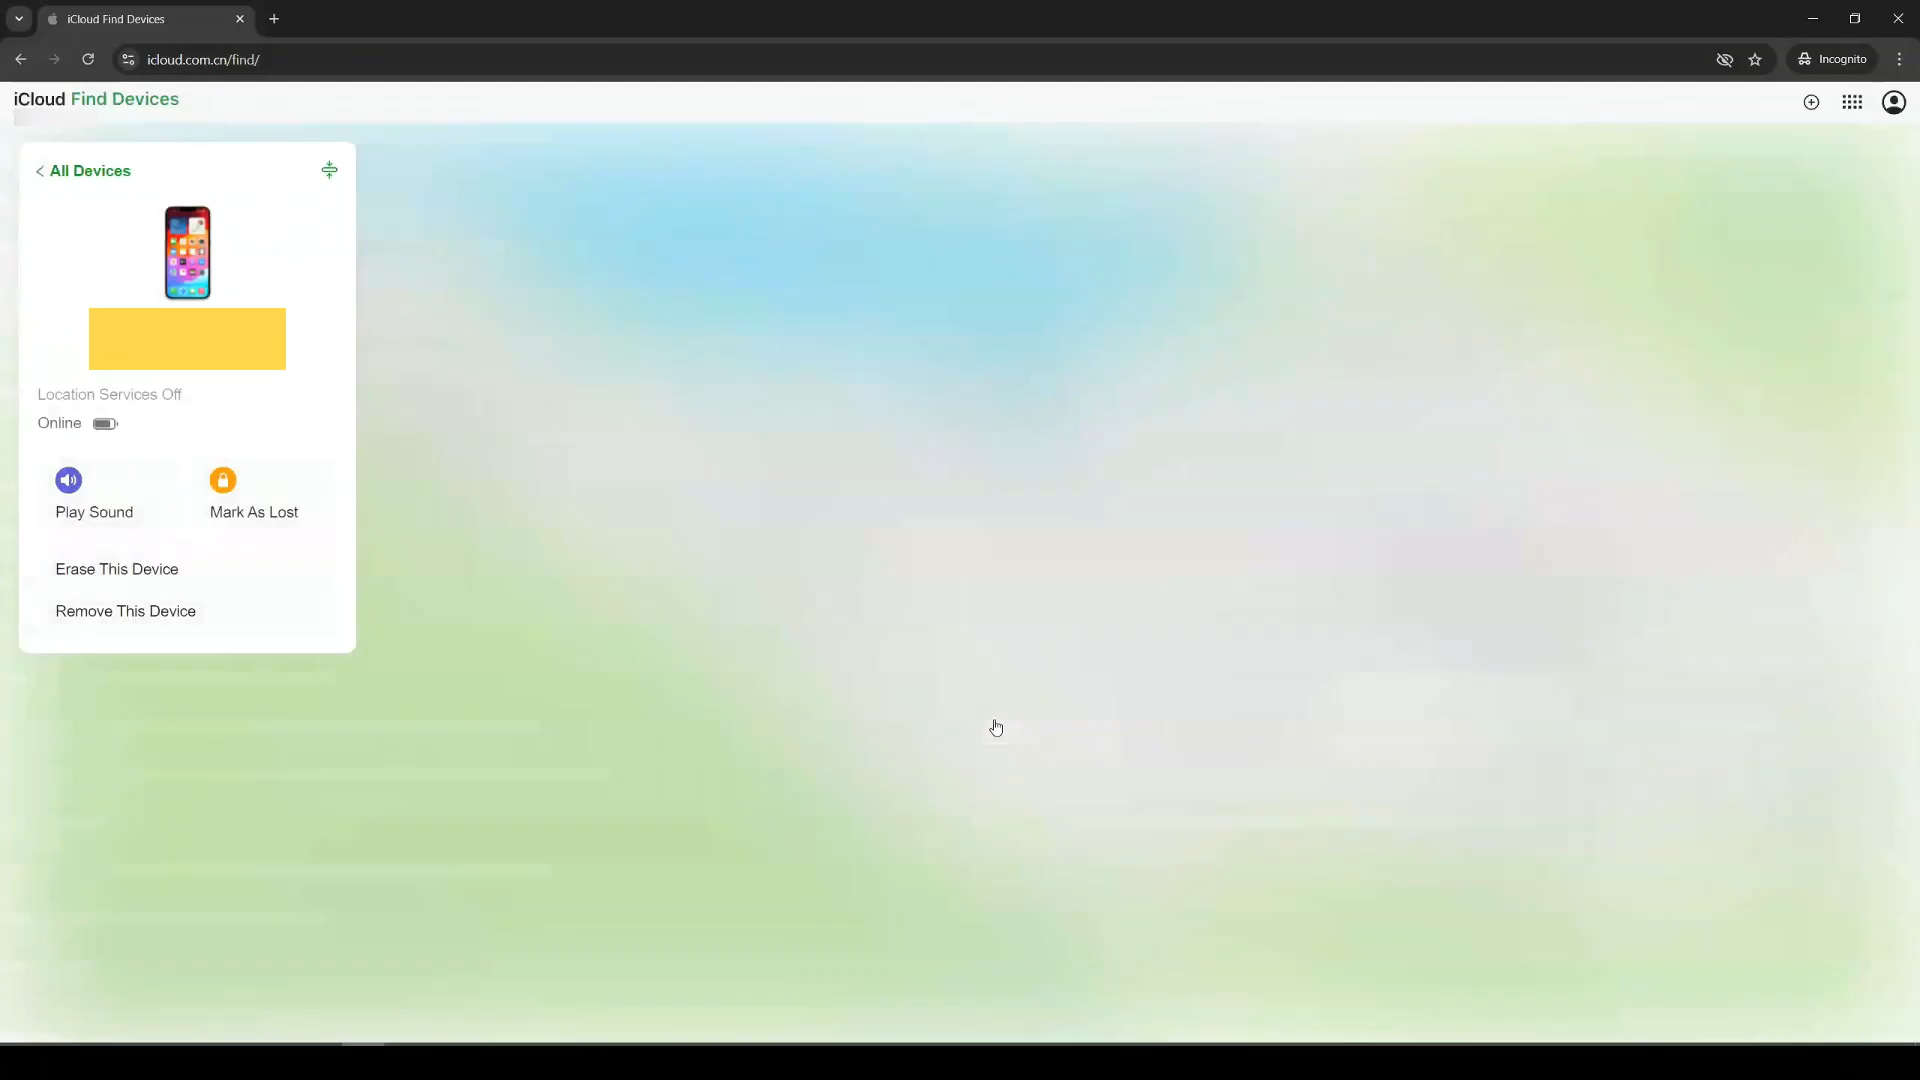 iCloud Find Devices
icloud.com.cn/find/
Incognito
iCloud Find Devices
All Devices
Location Services Off
Online
Play Sound
Mark As Lost
Erase This Device
Remove This Device